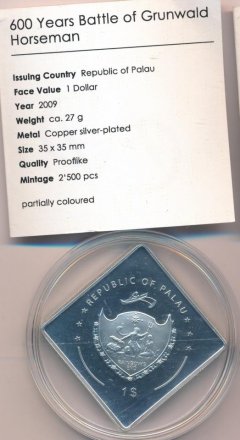 600 Years Battle of Grunwald
Horseman
Issuing Country Republic of Palau
Face Value 1 Dollar
Year 2009
Weight ca. 27 g
Metal Copper silver-plated
Size 35 x 35 mm
Quality Prooflike
Mintage 2'500 pcs
partially coloured
REPUBLIC OF PALAU
1$